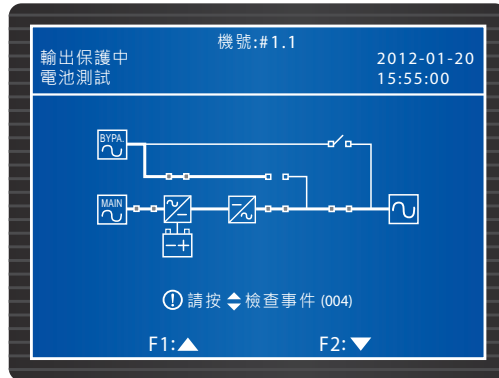 機號:#1.1
輸出保護中
電池測試
2012-01-20
15:55:00
BYPA.
MAIN
請按 檢查事件 (004)
F1:
F2: